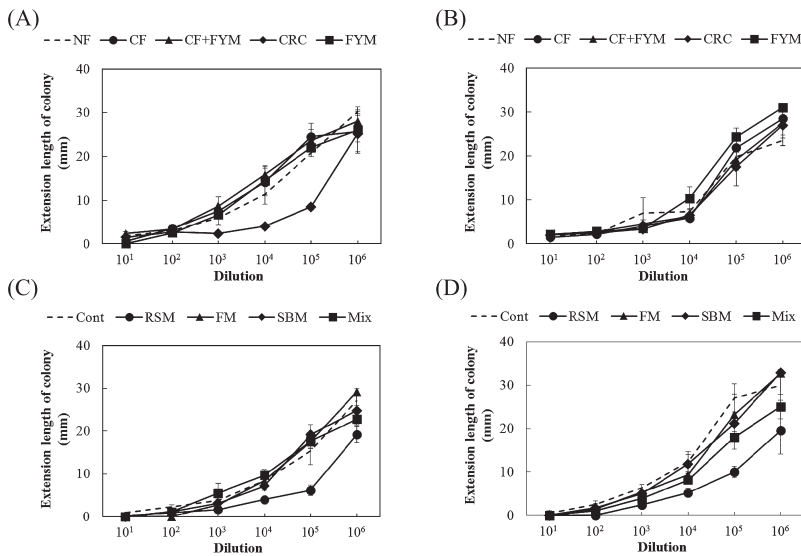 (A)
NF CF CF+FYM CRC FYM
Extension length of colony
(mm)
40
30
20
10
0
10¹ 10² 10³ 10⁴ 10⁵ 10⁶
Dilution
(B)
NF CF CF+FYM CRC FYM
Extension length of colony
(mm)
40
30
20
10
0
10¹ 10² 10³ 10⁴ 10⁵ 10⁶
Dilution
(C)
Cont RSM FM SBM Mix
Extension length of colony
(mm)
40
30
20
10
0
10¹ 10² 10³ 10⁴ 10⁵ 10⁶
Dilution
(D)
Cont RSM FM SBM Mix
Extension length of colony
(mm)
40
30
20
10
0
10¹ 10² 10³ 10⁴ 10⁵ 10⁶
Dilution